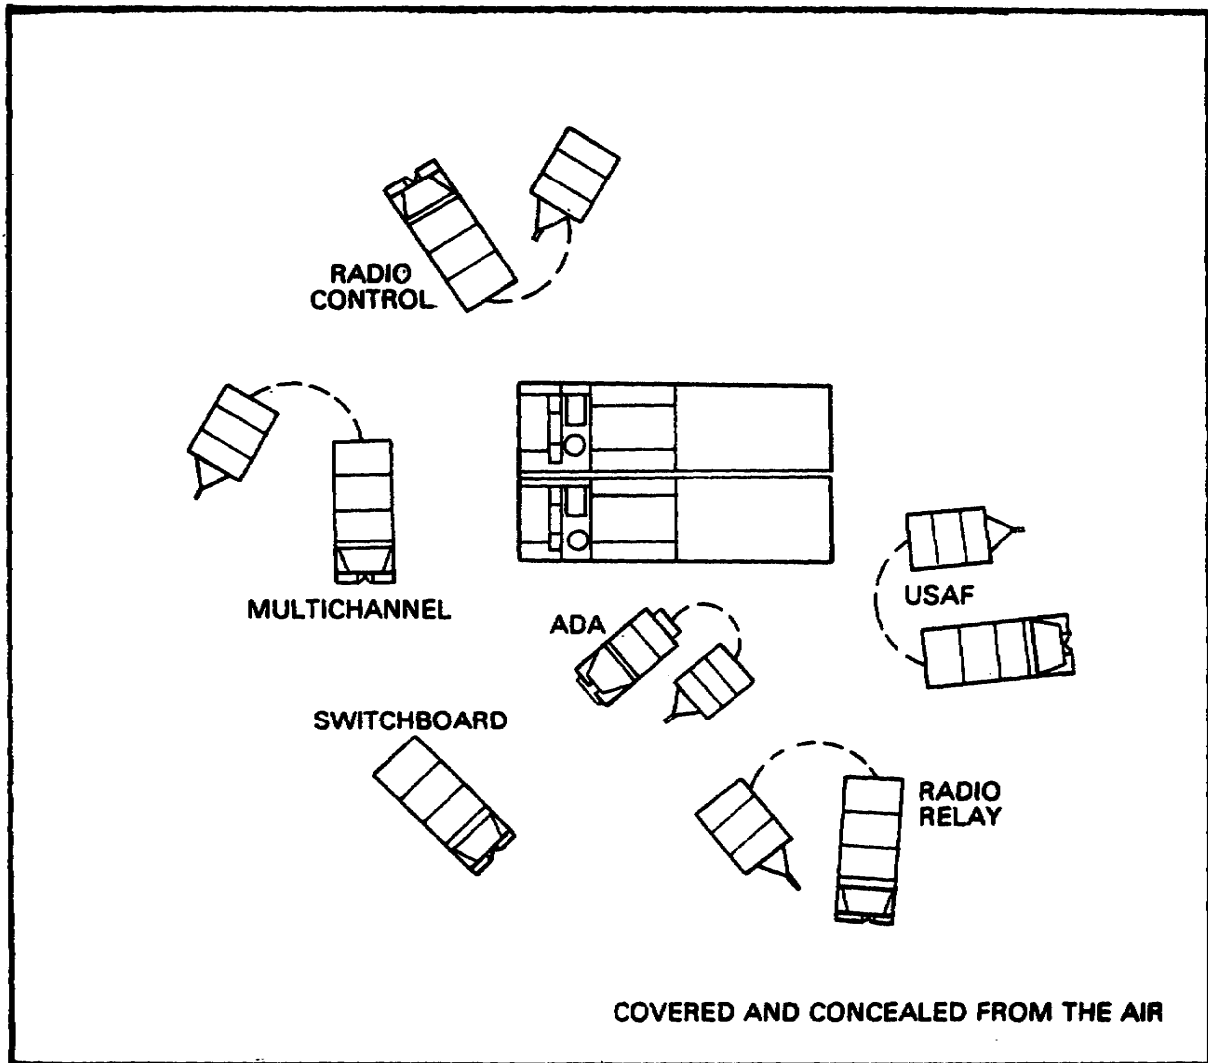 RADIO
CONTROL
MULTICHANNEL
ADA
USAF
SWITCHBOARD
RADIO
RELAY
COVERED AND CONCEALED FROM THE AIR